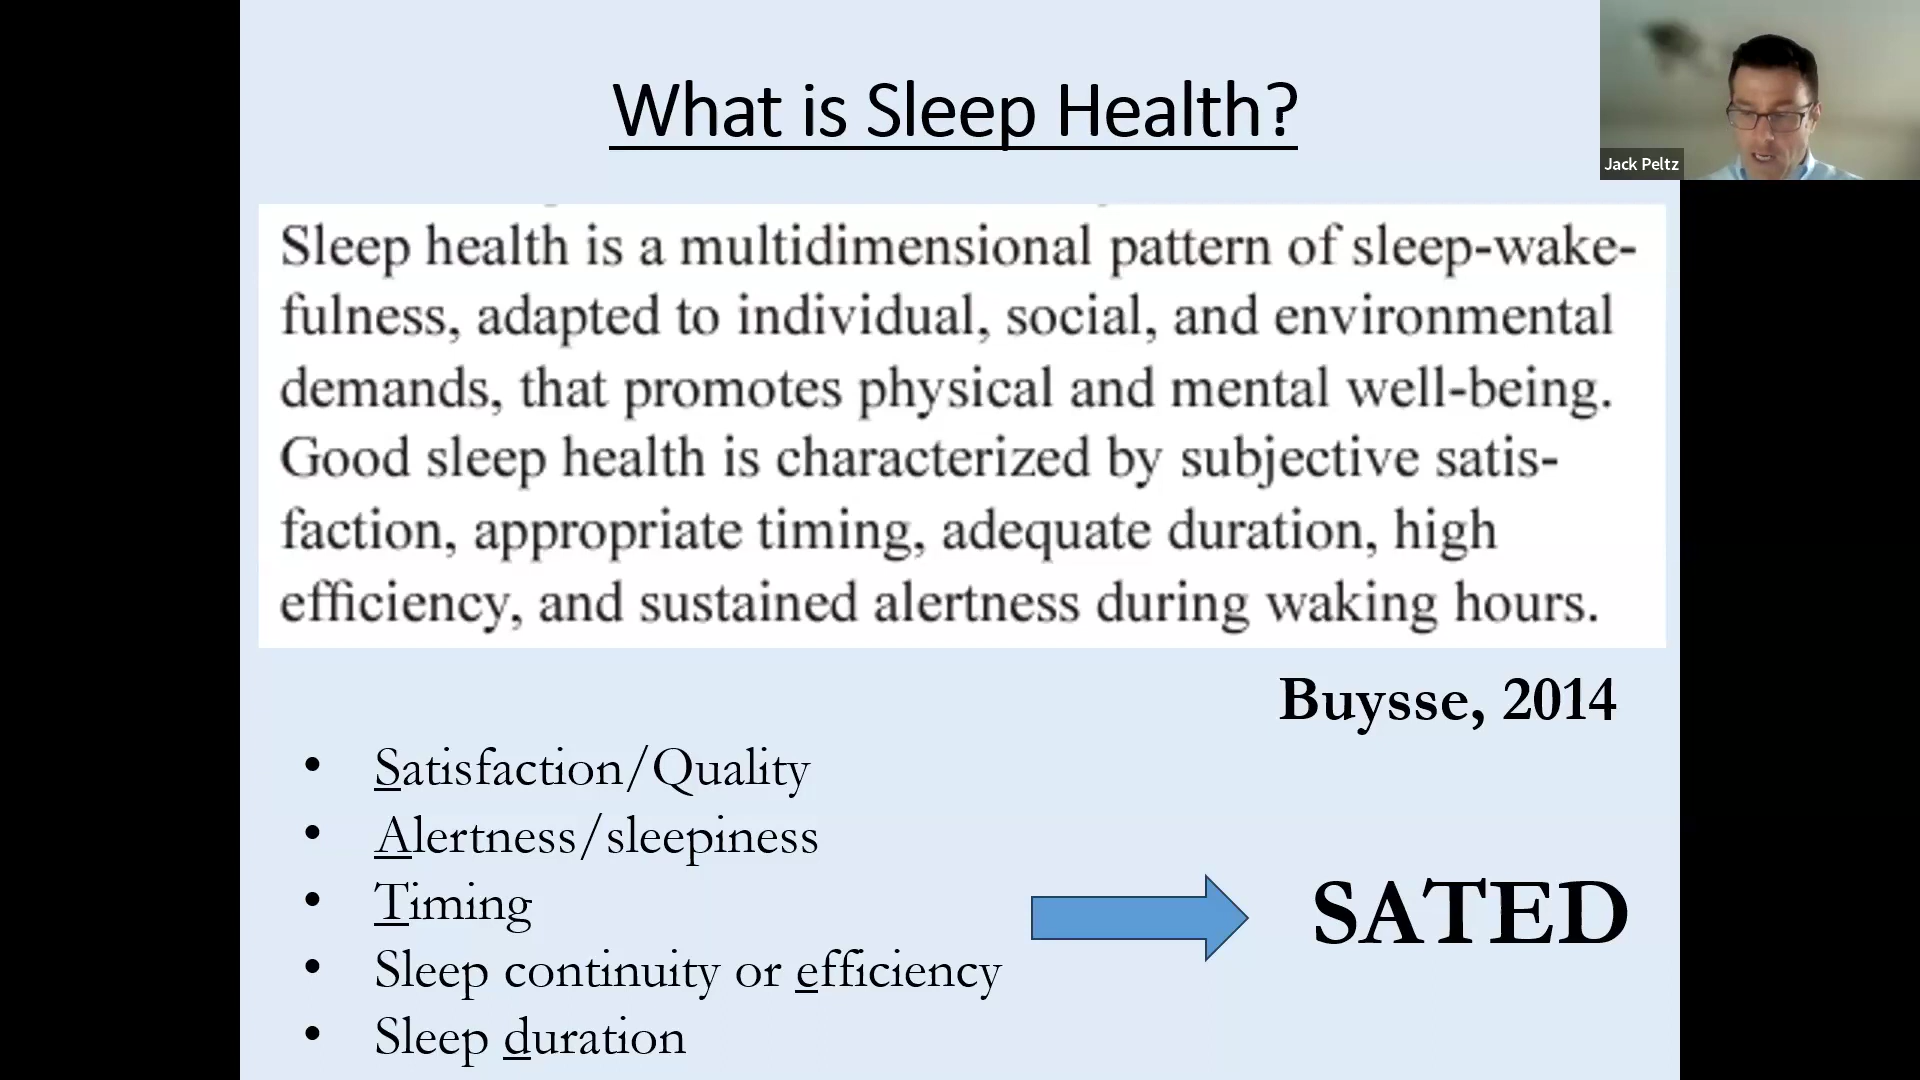 What is Sleep Health?
Jack Peltz
Sleep health is a multidimensional pattern of sleep-wake-
fulness, adapted to individual, social, and environmental
demands, that promotes physical and mental well-being.
Good sleep health is characterized by subjective satis-
faction, appropriate timing, adequate duration, high
efficiency, and sustained alertness during waking hours.
Buysse, 2014
• Satisfaction/Quality
• Alertness/sleepiness
• Timing
• Sleep continuity or efficiency
• Sleep duration
SATED